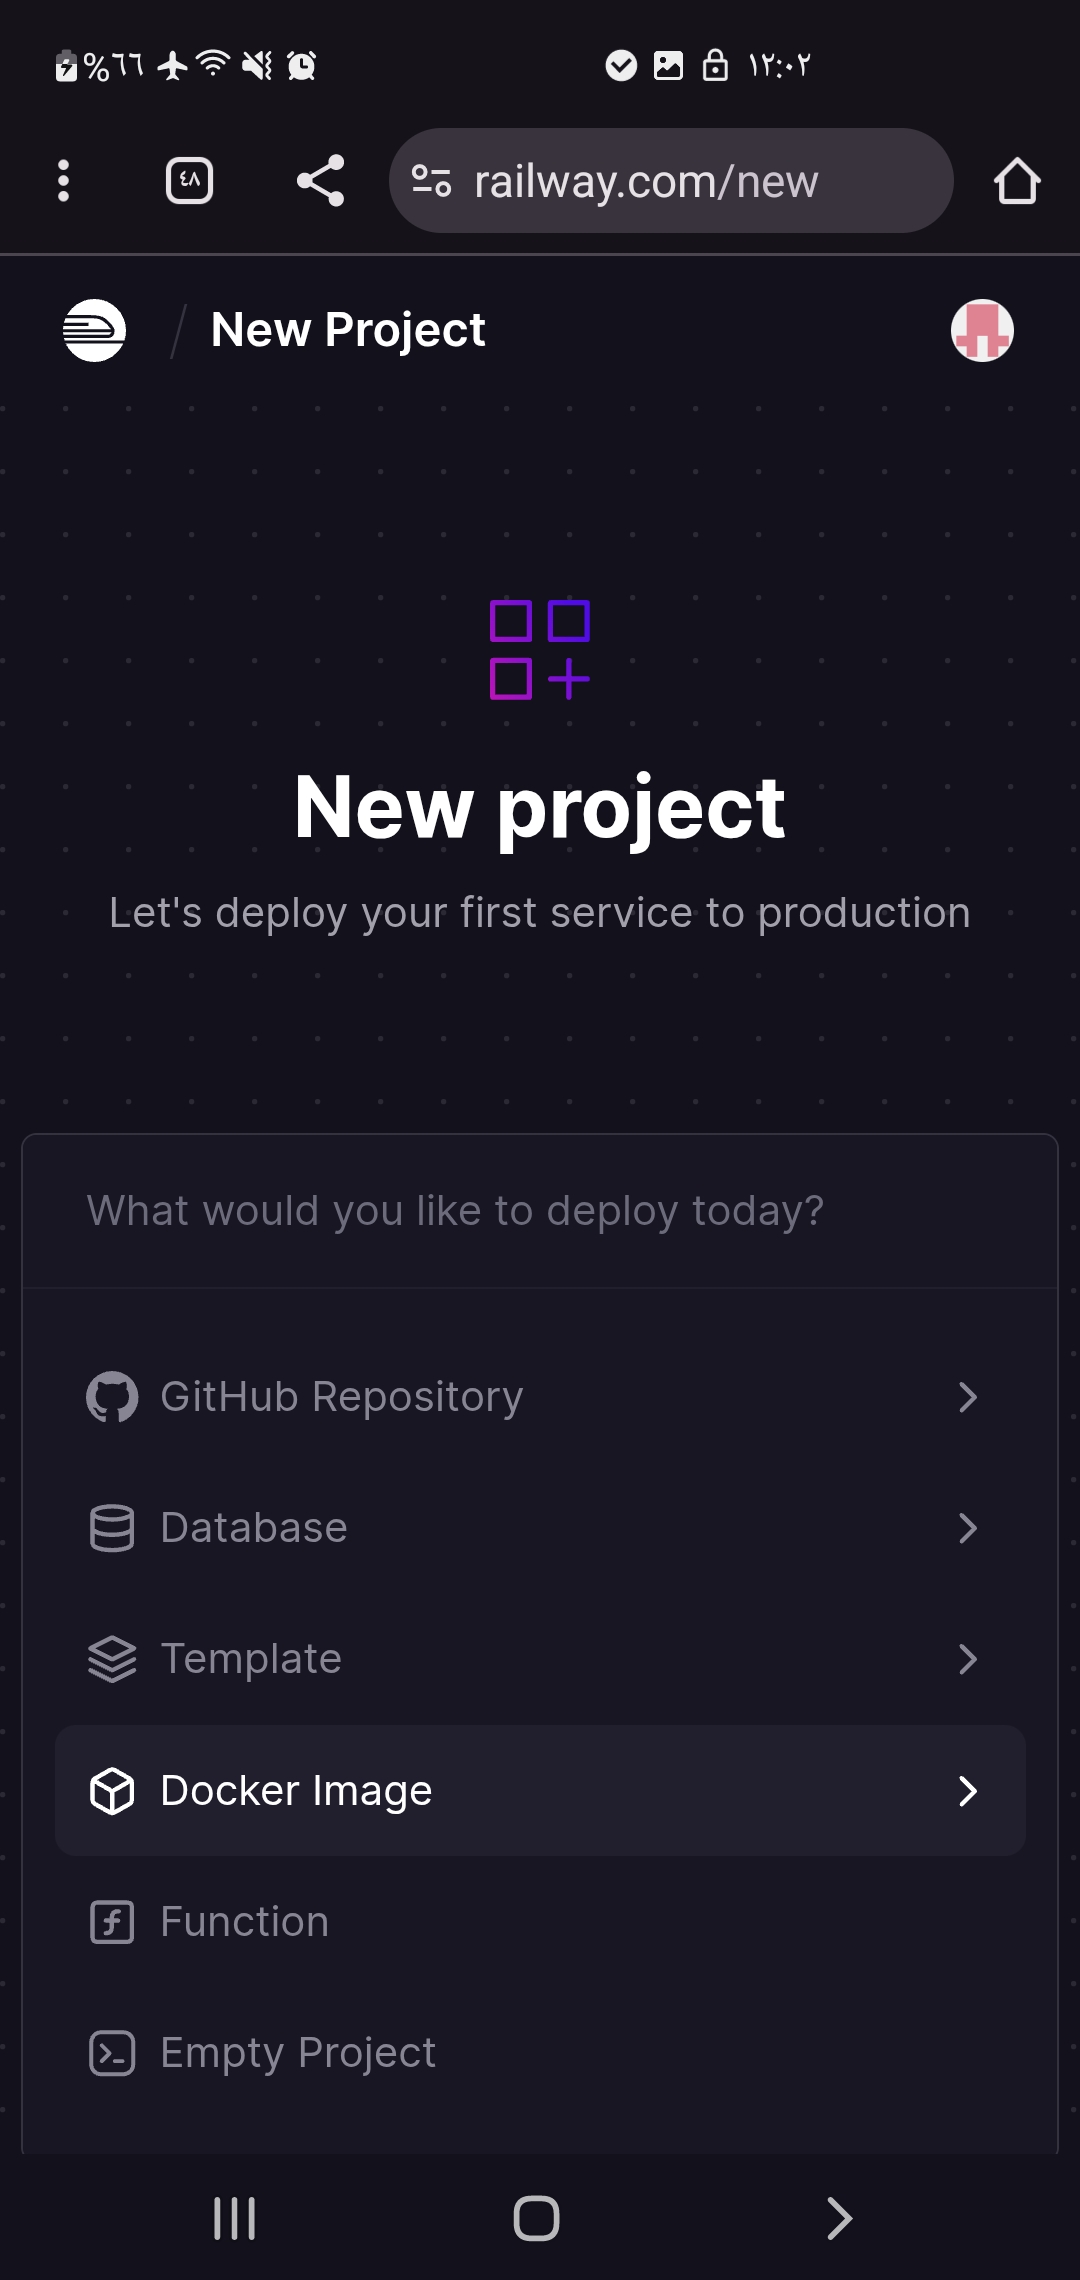 %٦٦ ١٢:٠٢
٤٨ railway.com/new
New Project
New project
Let's deploy your first service to production
What would you like to deploy today?
GitHub Repository
Database
Template
Docker Image
Function
Empty Project